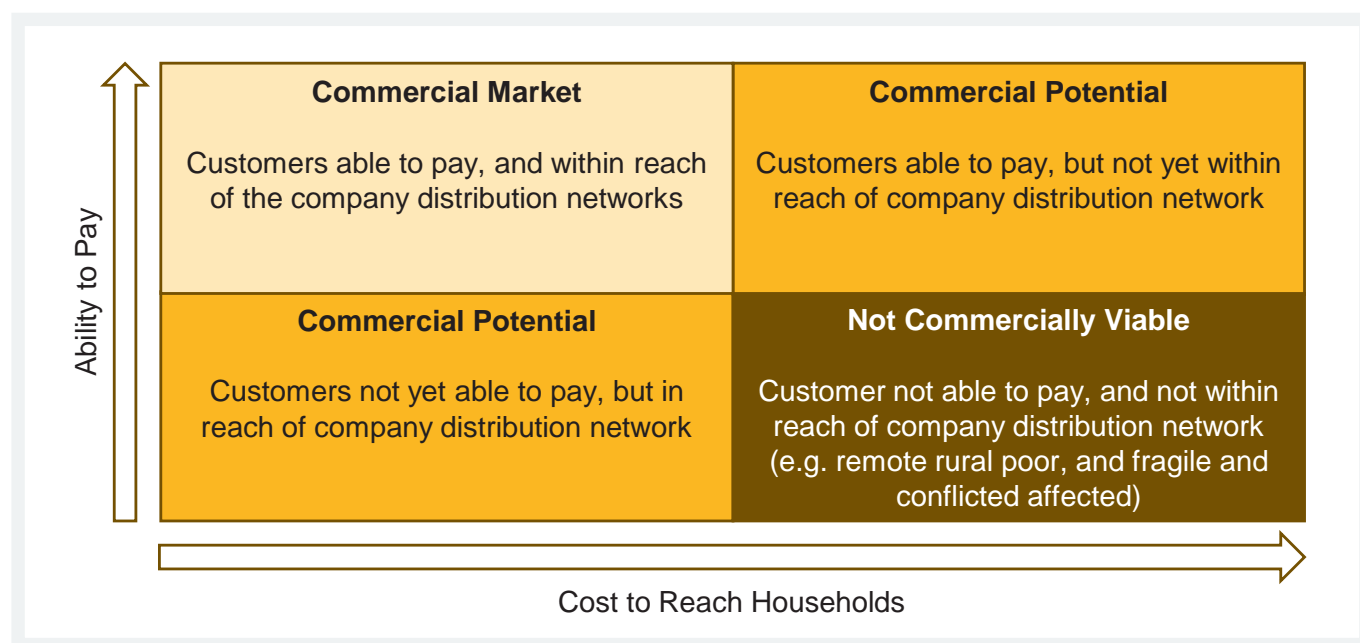 Commercial Market
Customers able to pay, and within reach
of the company distribution networks
Commercial Potential
Customers able to pay, but not yet within
reach of company distribution network
Ability to Pay
Commercial Potential
Customers not yet able to pay, but in
reach of company distribution network
Not Commercially Viable
Customer not able to pay, and not within
reach of company distribution network
(e.g. remote rural poor, and fragile and
conflicted affected)
Cost to Reach Households